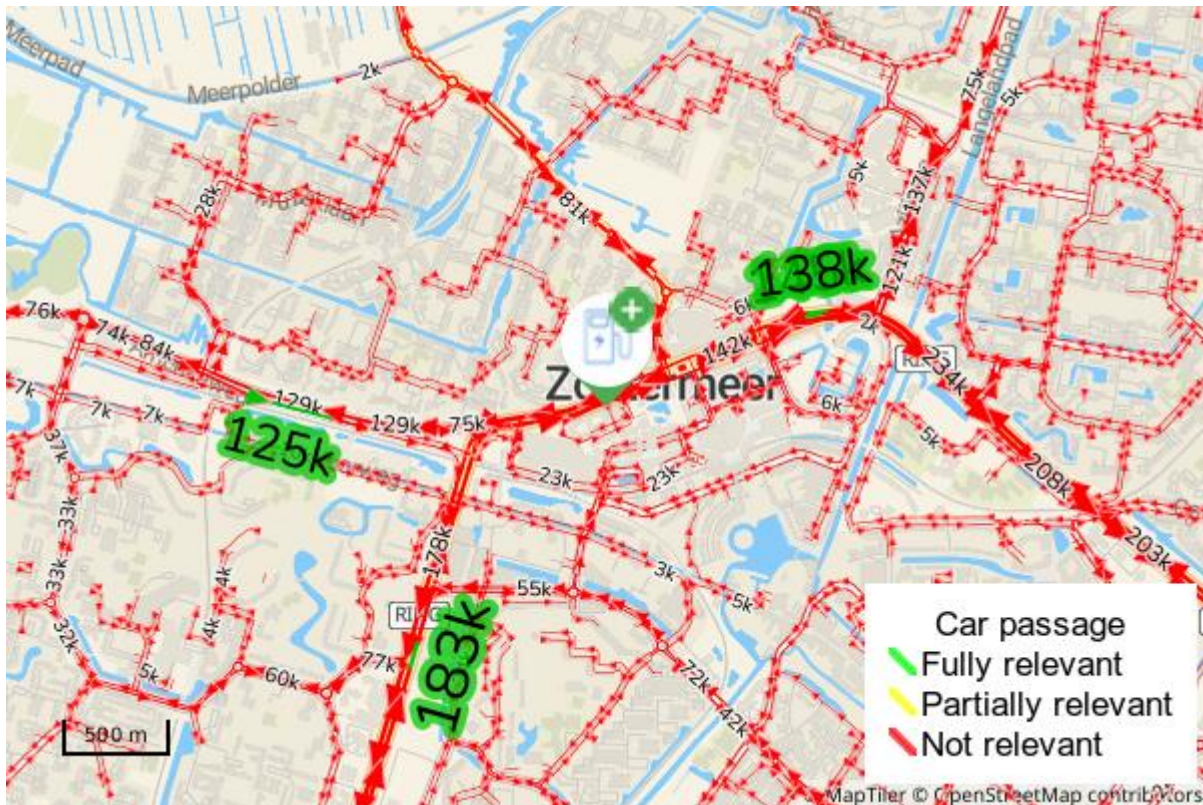 Meerpad
2k
Meerpolder
75k
Langelandpad
5k
5k
137k
28k
81k
121k
138k
6k
76k
74k
84k
142k
2k
RING
234k
Zoetermeer
7k
7k
7k
129k
129k
75k
6k
5k
125k
37k
23k
23k
208k
178k
33k
203k
33k
4k
3k
55k
5k
4k
32k
183k
77k
5k
60k
72k
42k
500 m
Car passage
Fully relevant
Partially relevant
Not relevant
MapTiler © OpenStreetMap contributors